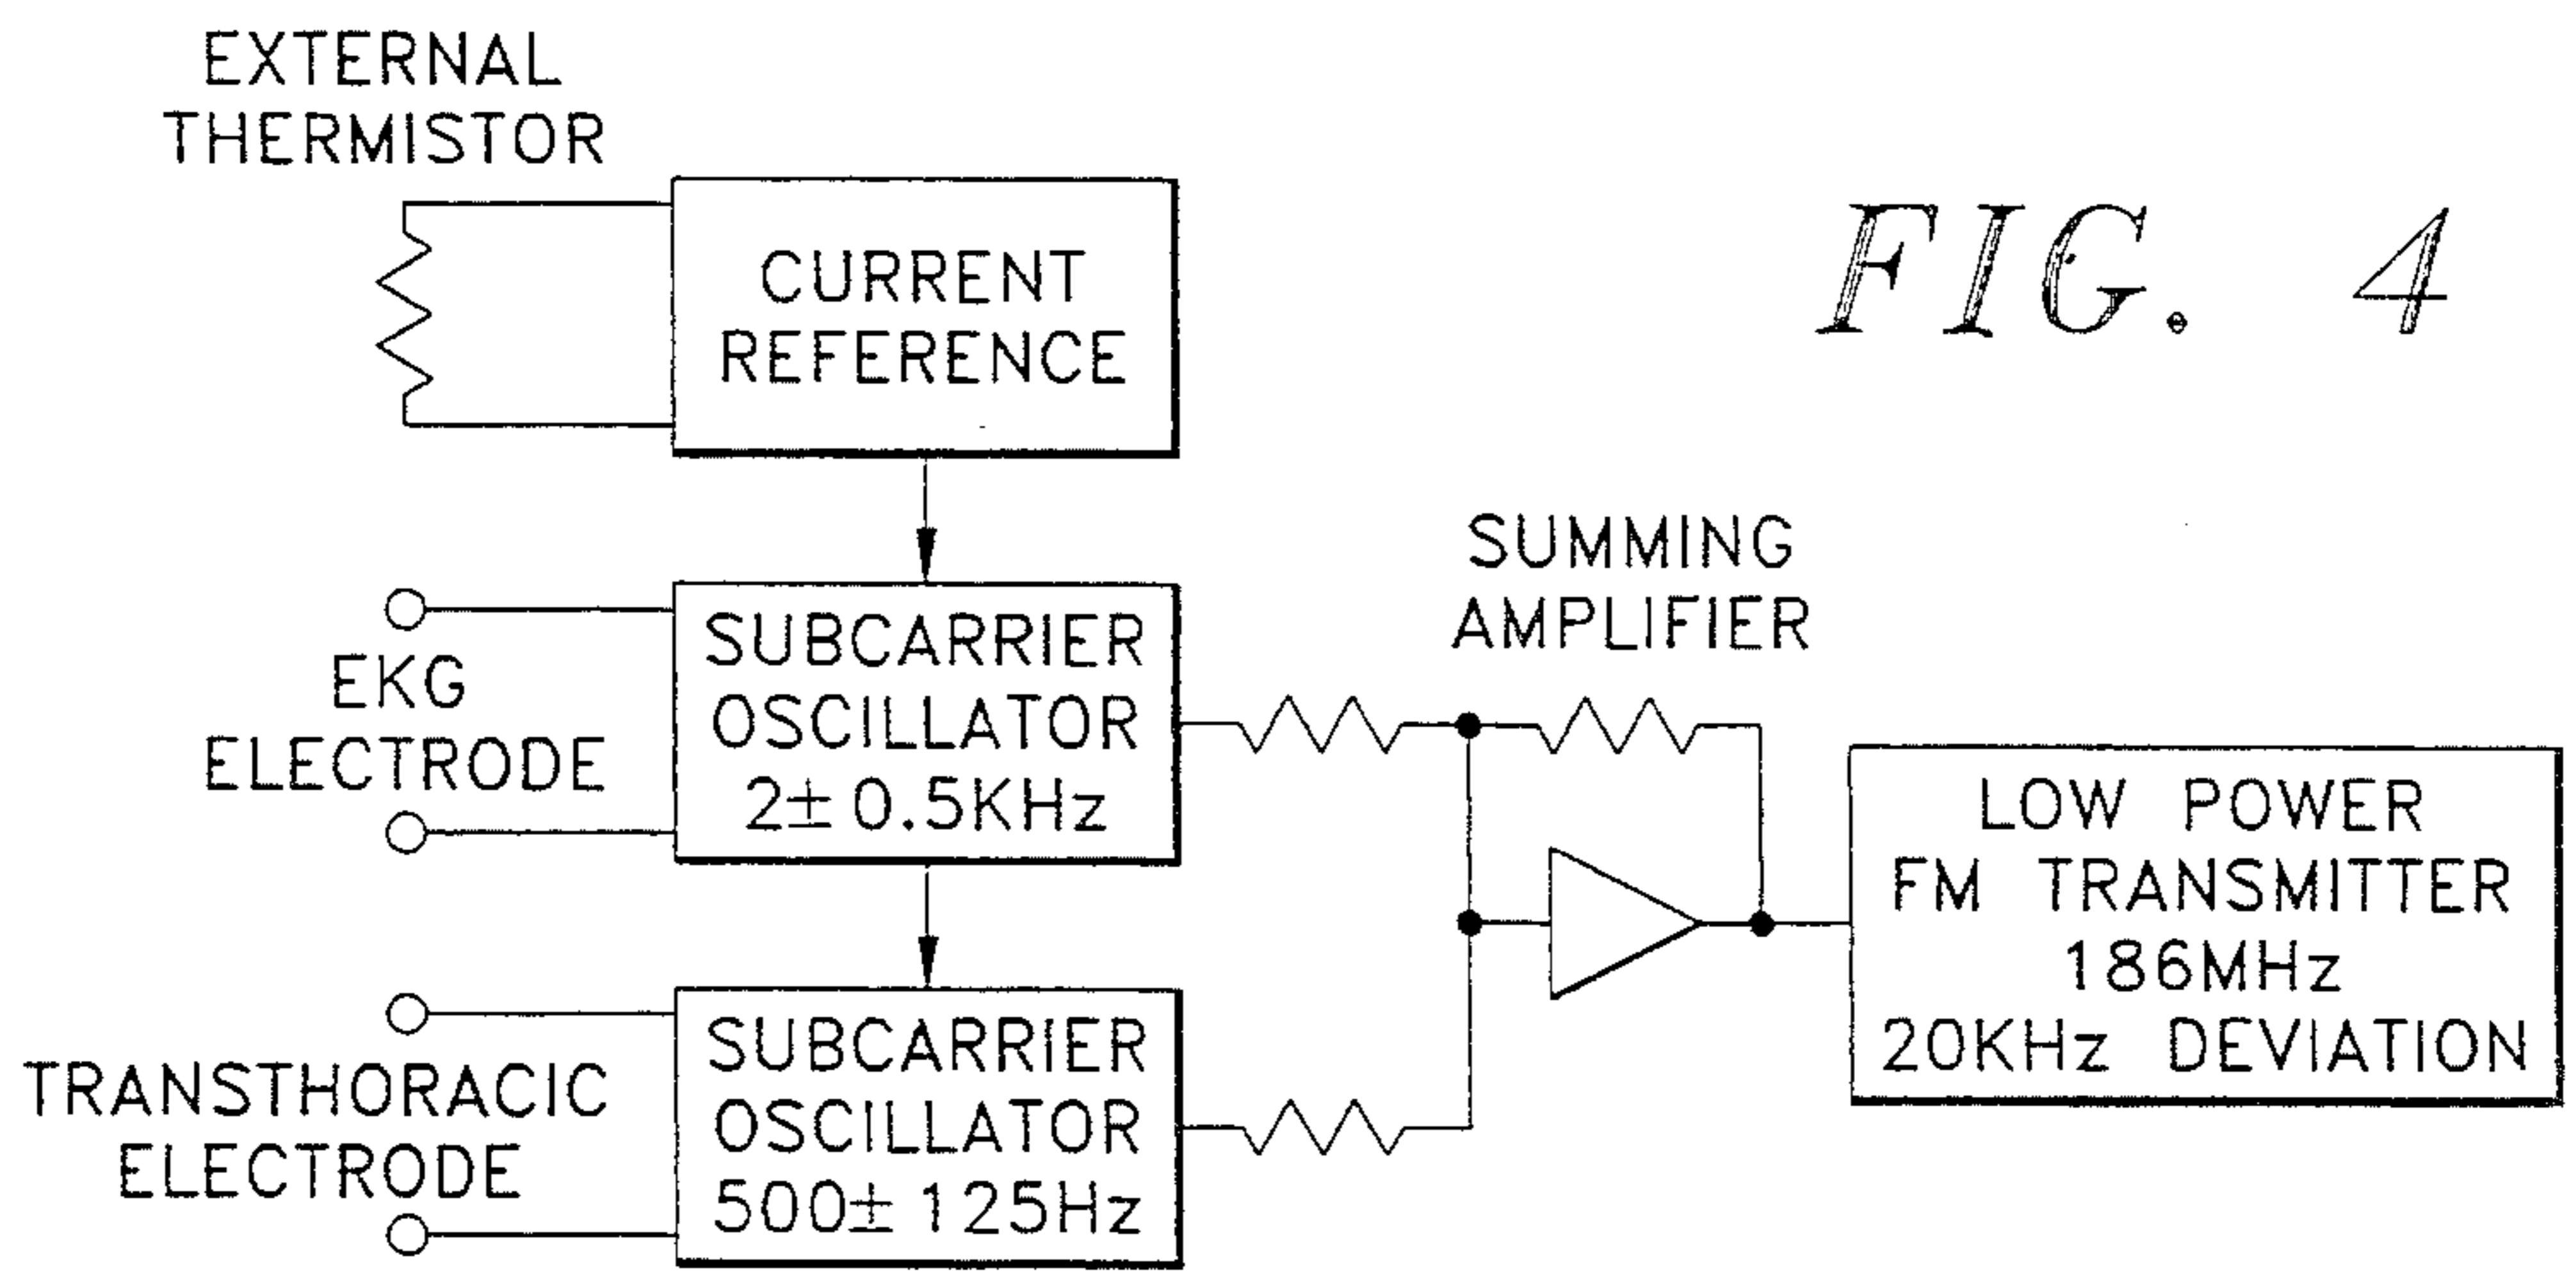 EXTERNAL
THERMISTOR
CURRENT
REFERENCE
FIG. 4
EKG
ELECTRODE
SUBCARRIER
OSCILLATOR
2± 0.5KHz
SUMMING
AMPLIFIER
LOW POWER
FM TRANSMITTER
186MHz
20KHz DEVIATION
TRANSTHORACIC
ELECTRODE
SUBCARRIER
OSCILLATOR
500± 125Hz